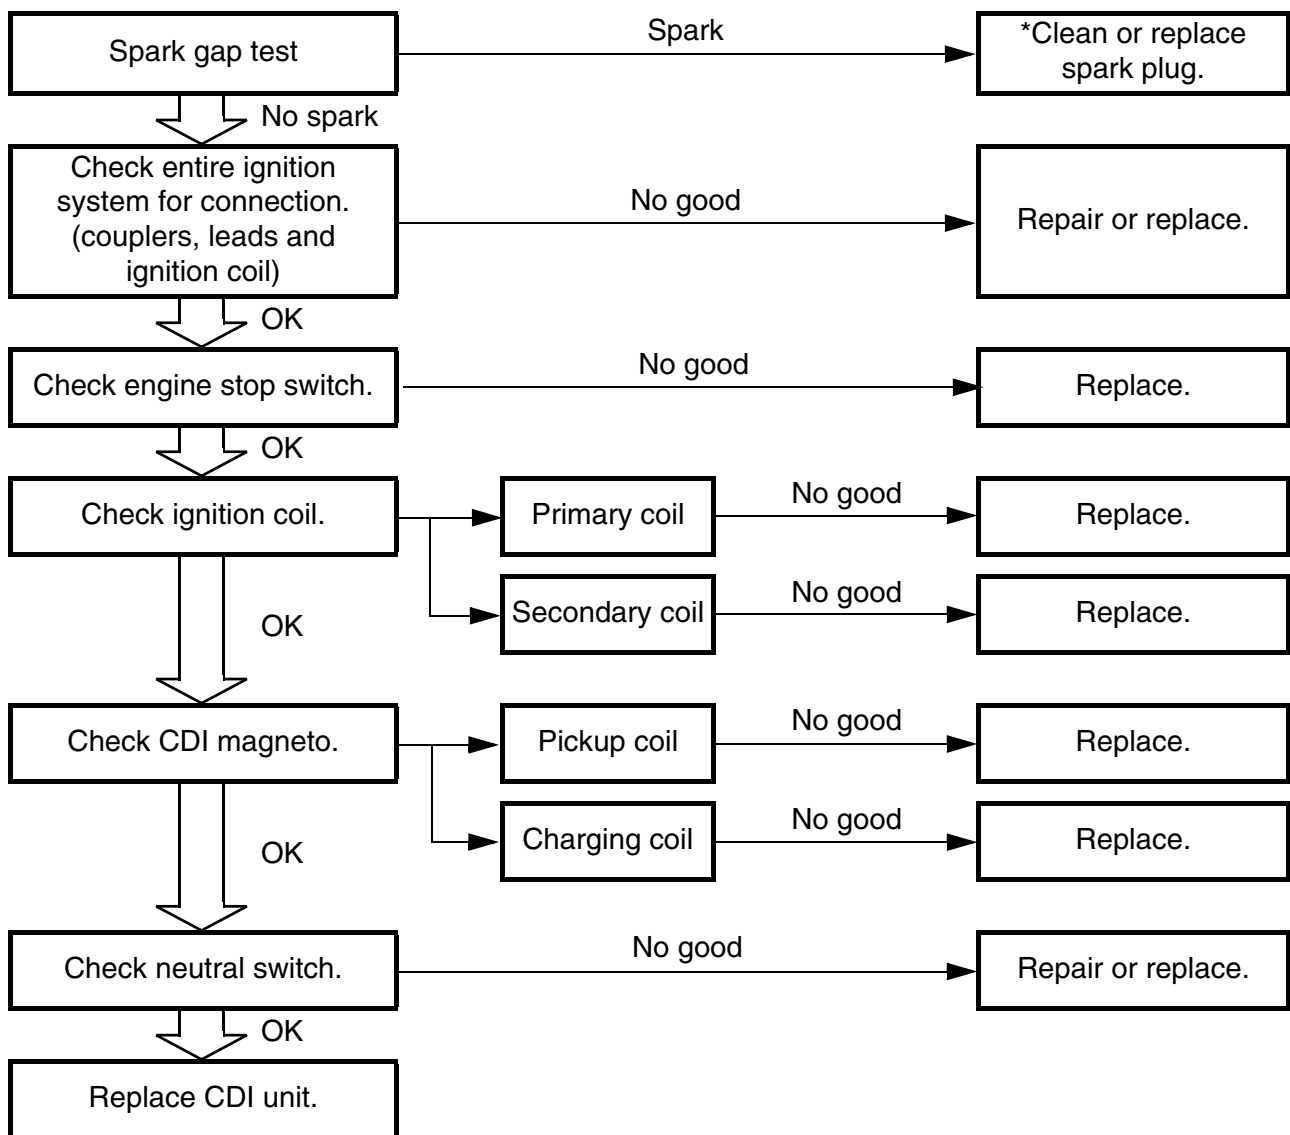 Spark gap test
Spark
*Clean or replace
spark plug.
No spark
Check entire ignition
system for connection.
(couplers, leads and
ignition coil)
No good
Repair or replace.
OK
Check engine stop switch.
No good
Replace.
OK
Check ignition coil.
Primary coil
No good
Replace.
Secondary coil
No good
Replace.
OK
Check CDI magneto.
Pickup coil
No good
Replace.
Charging coil
No good
Replace.
OK
Check neutral switch.
No good
Repair or replace.
OK
Replace CDI unit.